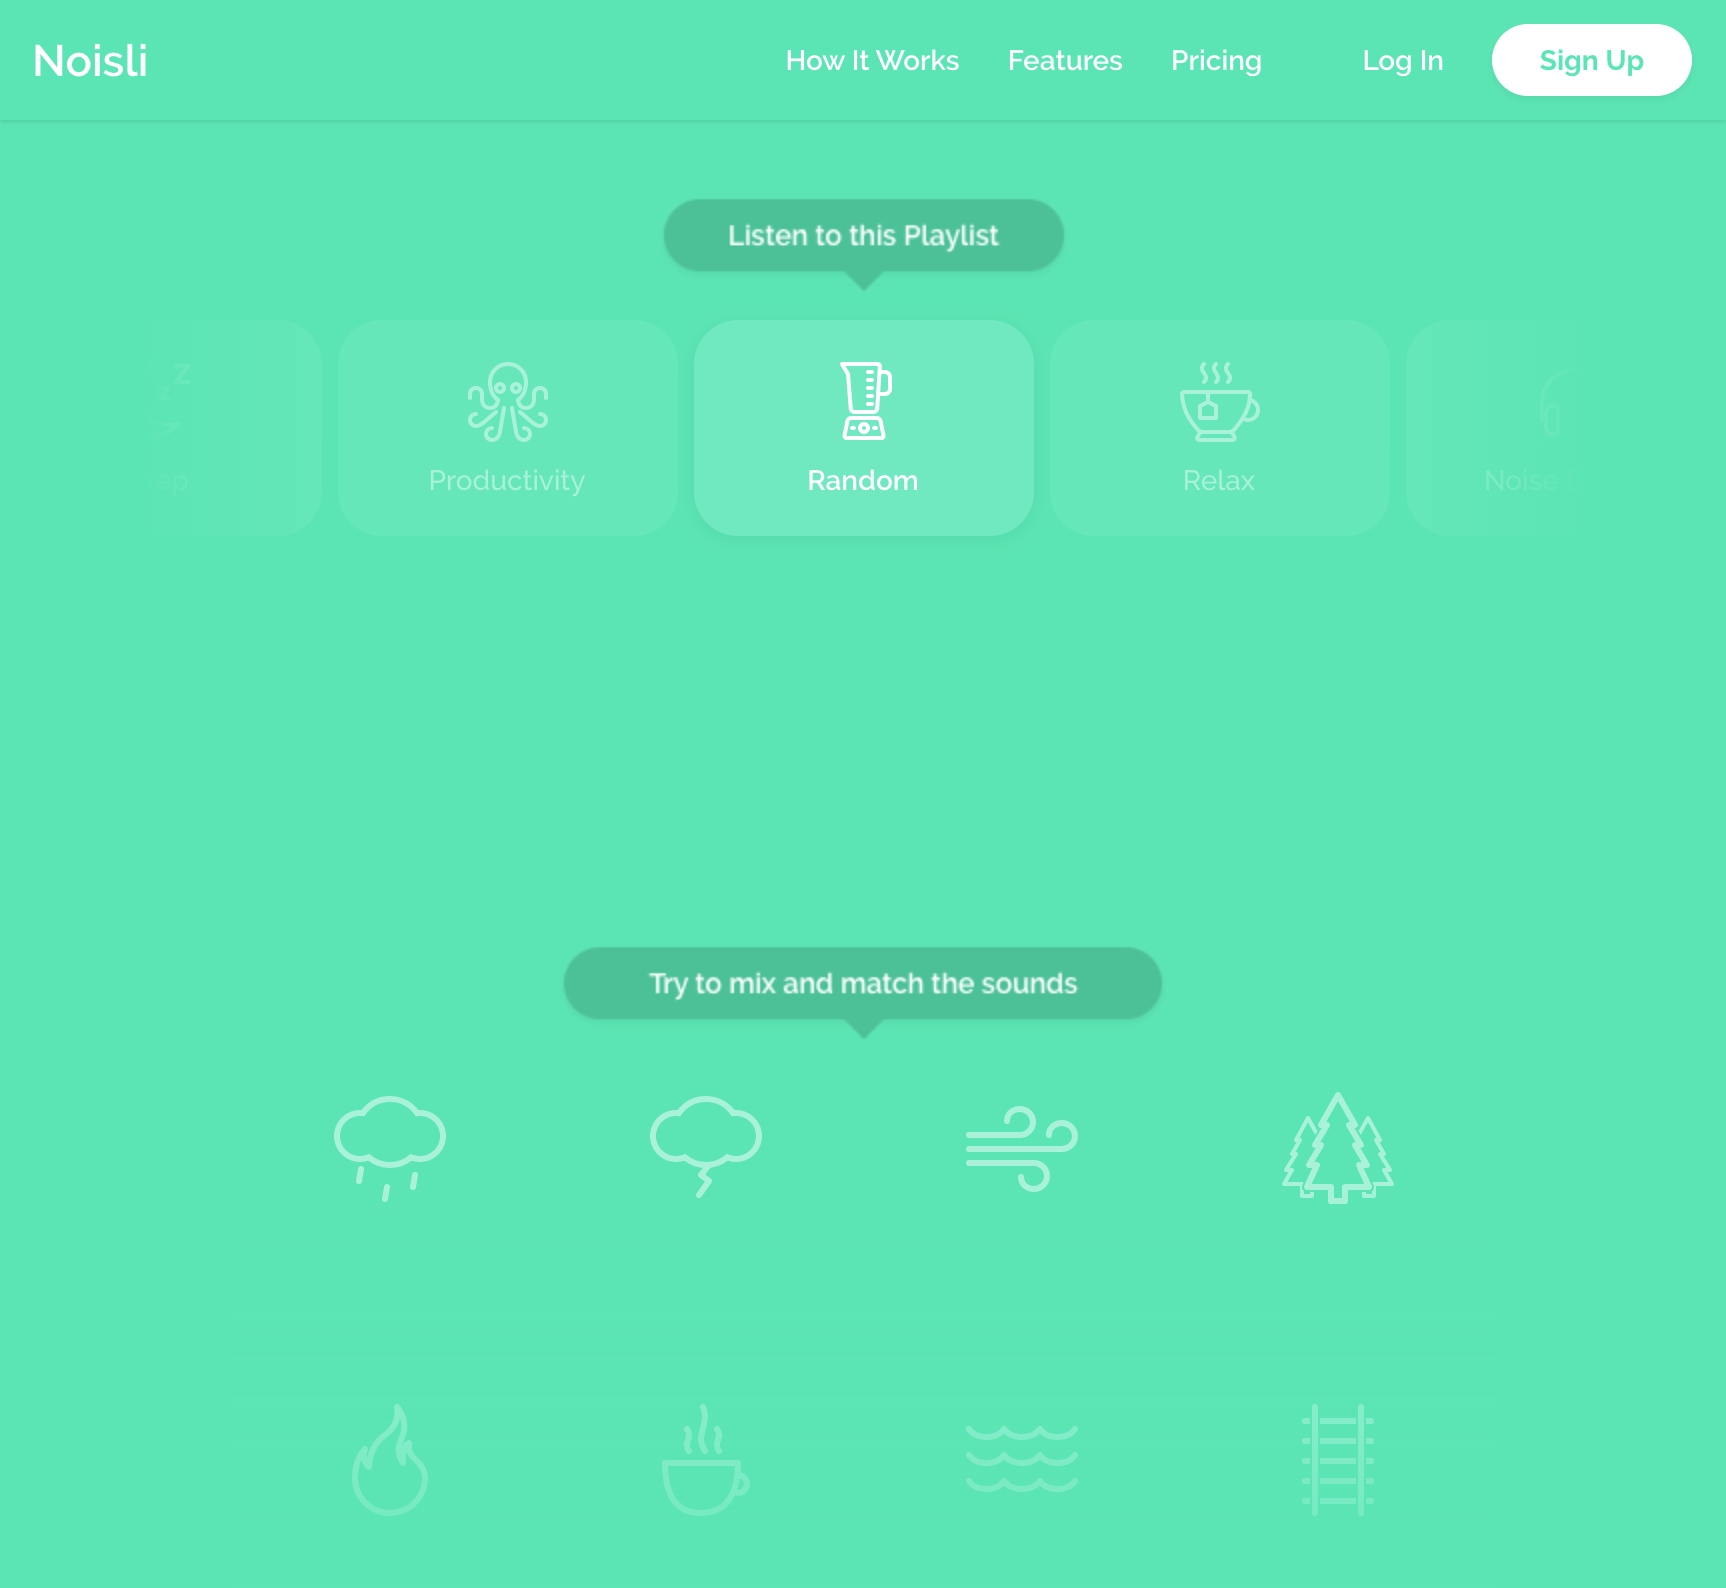 Noisli
How It Works
Features
Pricing
Log In
Sign Up
Listen to this Playlist
Productivity
Random
Relax
Noise
Try to mix and match the sounds